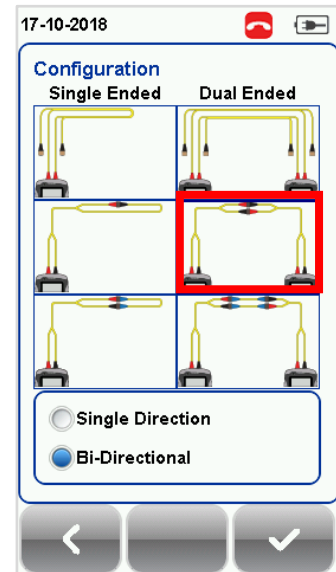 17-10-2018
Configuration
Single Ended Dual Ended
Single Direction
Bi-Directional